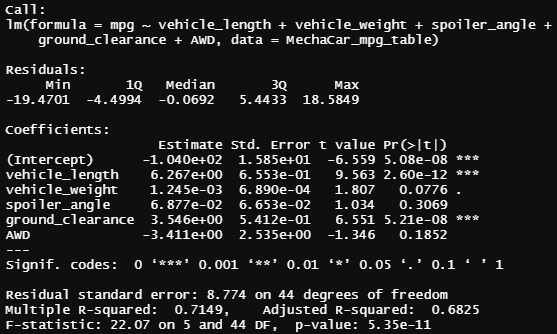 Call:
lm(formula = mpg ~ vehicle_length + vehicle_weight + spoiler_angle +
    ground_clearance + AWD, data = MechaCar_mpg_table)

Residuals:
     Min       1Q   Median       3Q      Max
-19.4701  -4.4994  -0.0692   5.4433  18.5849

Coefficients:
                   Estimate Std. Error t value Pr(>|t|)
(Intercept)      -1.040e+02  1.585e+01  -6.559 5.08e-08 ***
vehicle_length    6.267e+00  6.553e-01   9.563 2.60e-12 ***
vehicle_weight    1.245e-03  6.890e-04   1.807   0.0776 .
spoiler_angle     6.877e-02  6.653e-02   1.034   0.3069
ground_clearance  3.546e+00  5.412e-01   6.551 5.21e-08 ***
AWD              -3.411e+00  2.535e+00  -1.346   0.1852
---
Signif. codes:  0 ‘***’ 0.001 ‘**’ 0.01 ‘*’ 0.05 ‘.’ 0.1 ‘ ’ 1

Residual standard error: 8.774 on 44 degrees of freedom
Multiple R-squared:  0.7149,	Adjusted R-squared:  0.6825
F-statistic: 22.07 on 5 and 44 DF,  p-value: 5.35e-11